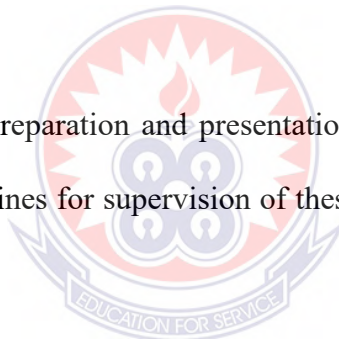 reparation and presentatio
ines for supervision of thes
EDUCATION FOR SERVICE